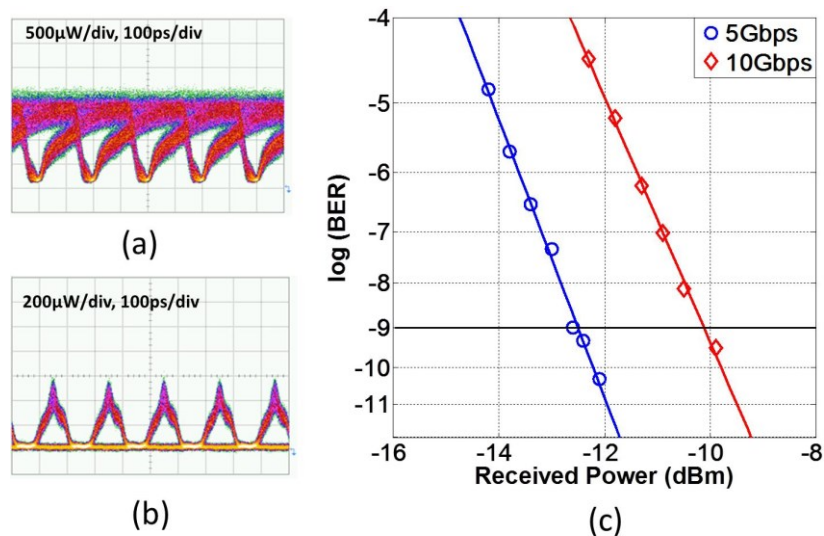 500µW/div, 100ps/div
(a)
200µW/div, 100ps/div
(b)
5Gbps
10Gbps
-4
-5
-6
-7
-8
-9
-10
-11
log (BER)
-16
-14
-12
-10
-8
Received Power (dBm)
(c)